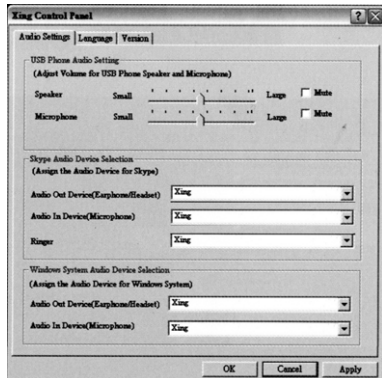 Xing Control Panel
Audio Settings Language Version
USB Phone Audio Setting
(Adjust Volume for USB Phone Speaker and Microphone)
Speaker Small Large Mute
Microphone Small Large Mute
Skype Audio Device Selection
(Assign the Audio Device for Skype)
Audio Out Device(Earphone/Headset) Xing
Audio In Device(Microphone) Xing
Ringer Xing
Windows System Audio Device Selection
(Assign the Audio Device for Windows System)
Audio Out Device(Earphone/Headset) Xing
Audio In Device(Microphone) Xing
OK Cancel Apply